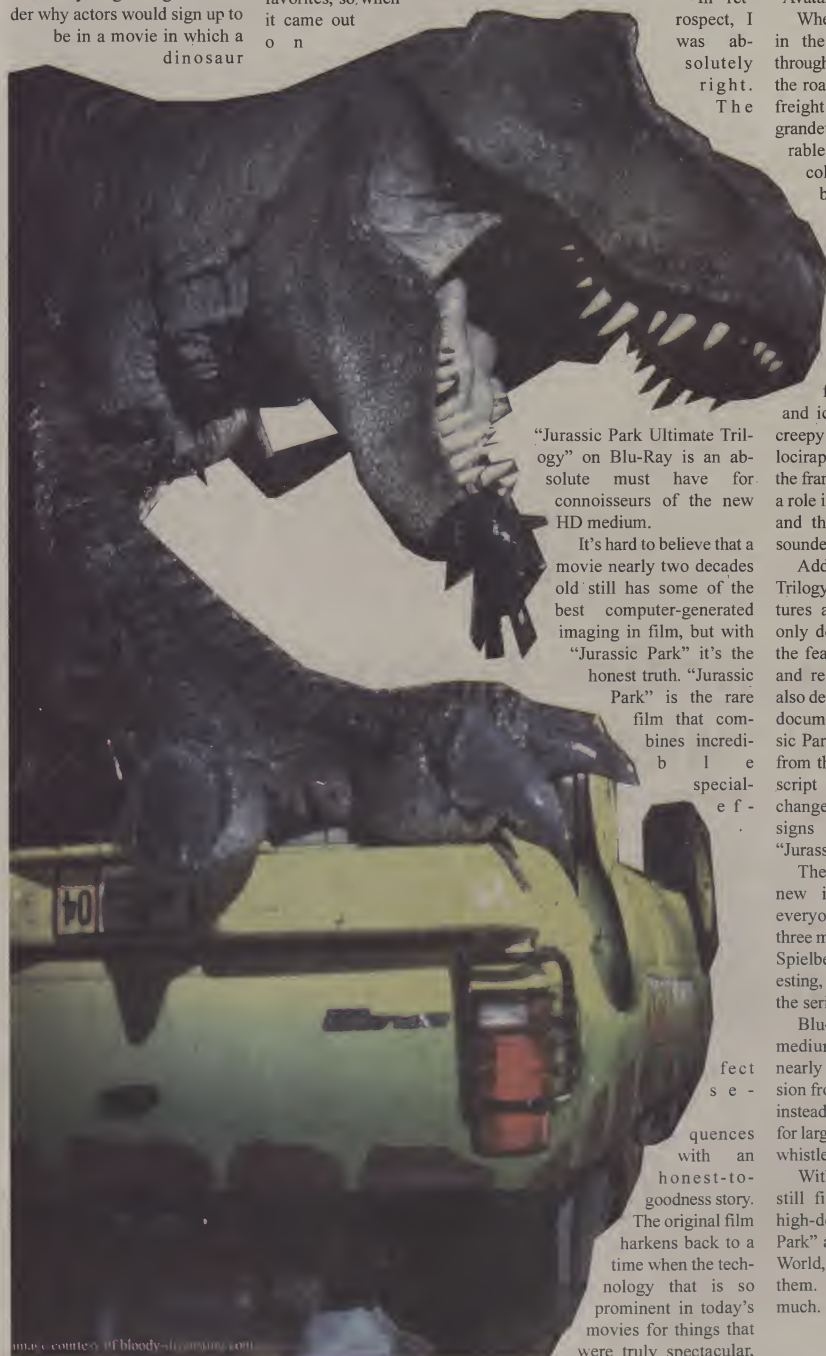 der why actors would sign up to
be in a movie in which a
dinosaur
it came out
o n
rospect, I
was ab-
solutely
right.
The
"Jurassic Park Ultimate Tril-
ogy" on Blu-Ray is an ab-
solute must have for
connoisseurs of the new
HD medium.
It's hard to believe that a
movie nearly two decades
old still has some of the
best computer-generated
imaging in film, but with
"Jurassic Park" it's the
honest truth. "Jurassic
Park" is the rare
film that com-
bines incredi-
b l e
special-
e f -
fect
s e -
quences
with an
honest-to-
goodness story.
The original film
harkens back to a
time when the tech-
nology that is so
prominent in today's
movies for things that
were truly spectacular.
in the
through
the roa
freight
grande
rable
col
b
f
and ic
creepy
locirap
the fran
a role i
and th
sounde
Add
Trilogy
tures a
only d
the fea
and re
also de
docum
sic Par
from th
script
change
signs
"Jurass
The
new i
everyo
three m
Spielbe
esting,
the seri
Blu-
medium
nearly
sion fro
instead
for larg
whistle
Wit
still fi
high-de
Park" a
World,
them.
much.
04
image courtesy of bloody-disgusting.com